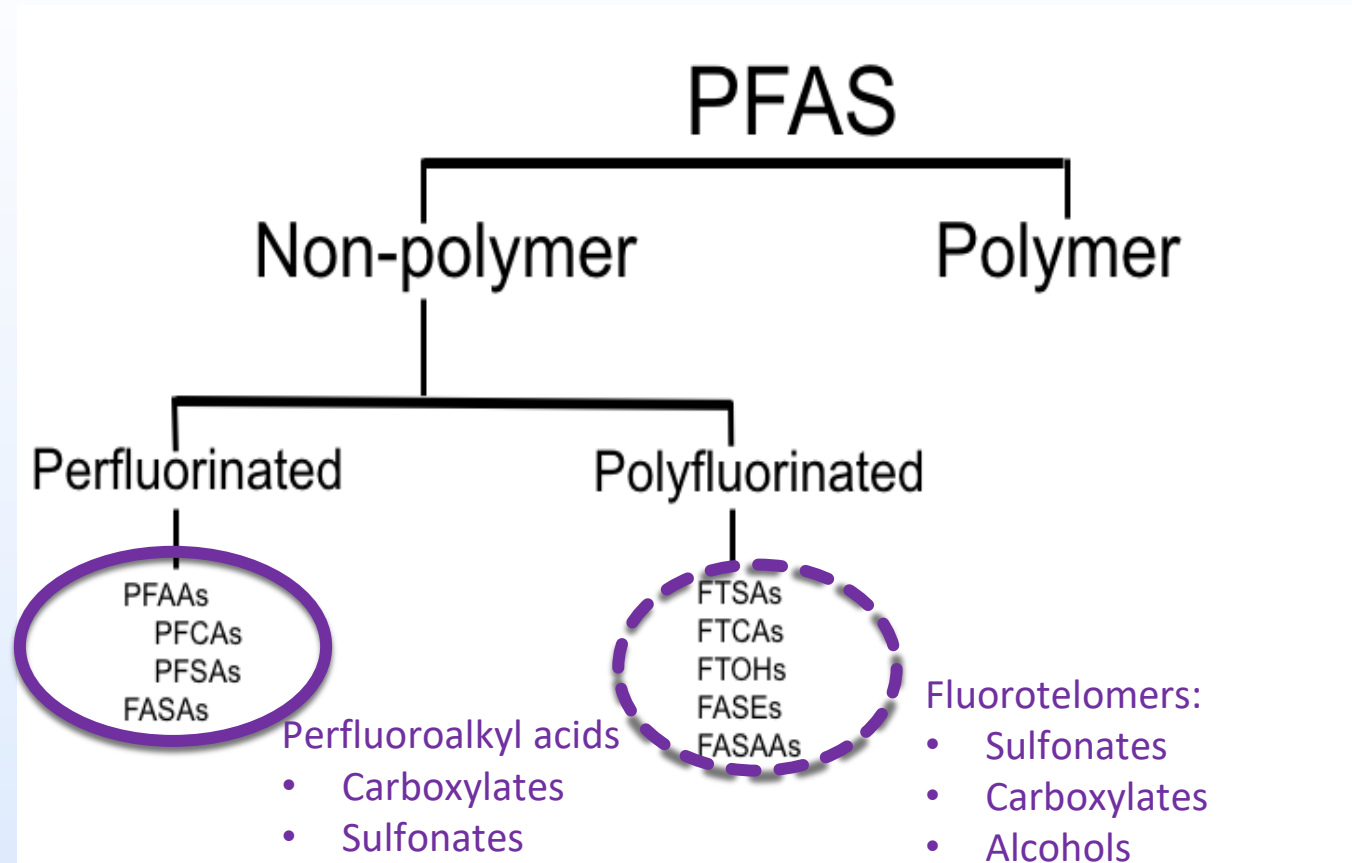 PFAS
Non-polymer
Polymer
Perfluorinated
Polyfluorinated
PFAAs
PFCAs
PFSAs
FASAs
Perfluoroalkyl acids
• Carboxylates
• Sulfonates
FTSAs
FTCAs
FTOHs
FASEs
FASAAs
Fluorotelomers:
• Sulfonates
• Carboxylates
• Alcohols